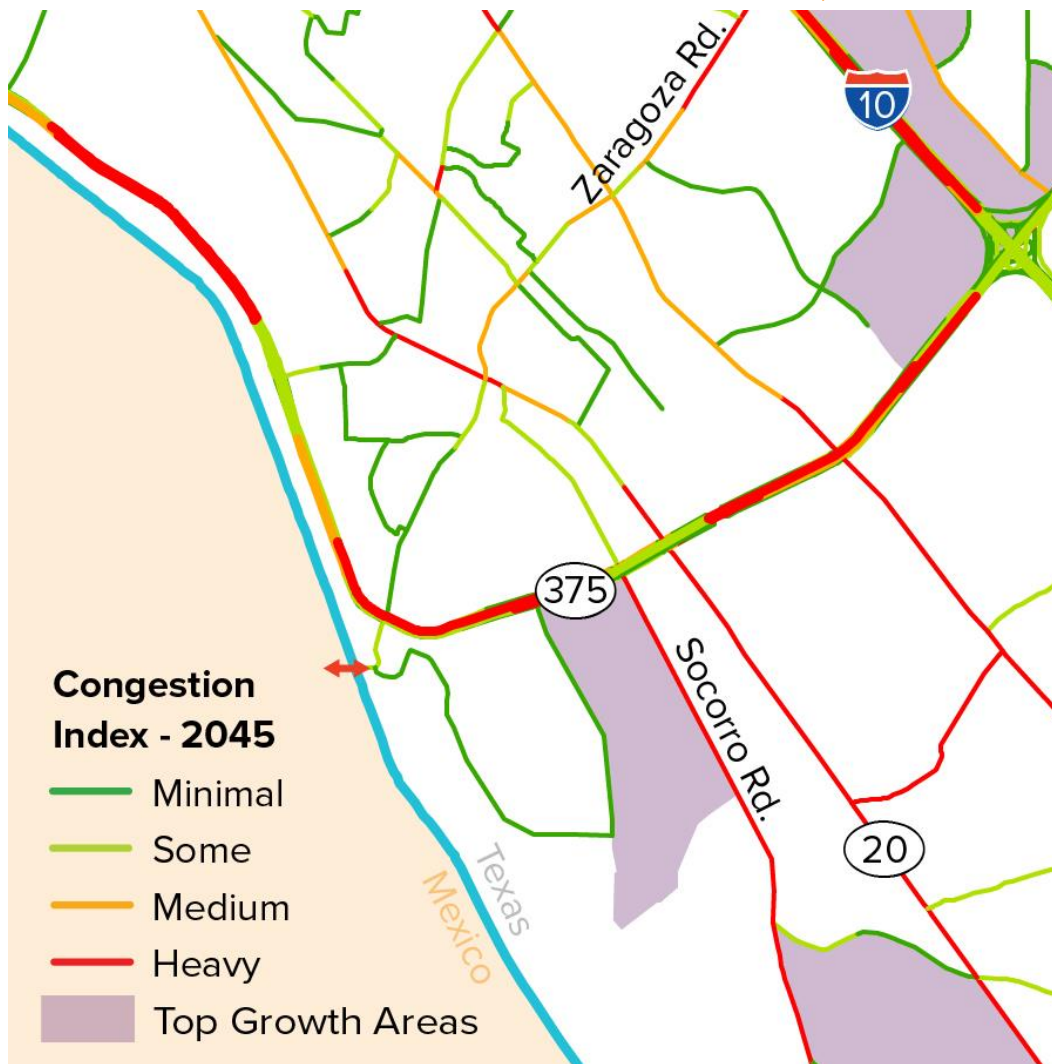 Zaragoza Rd.
10
375
Socorro Rd.
20
Texas
Mexico
Congestion
Index - 2045
Minimal
Some
Medium
Heavy
Top Growth Areas